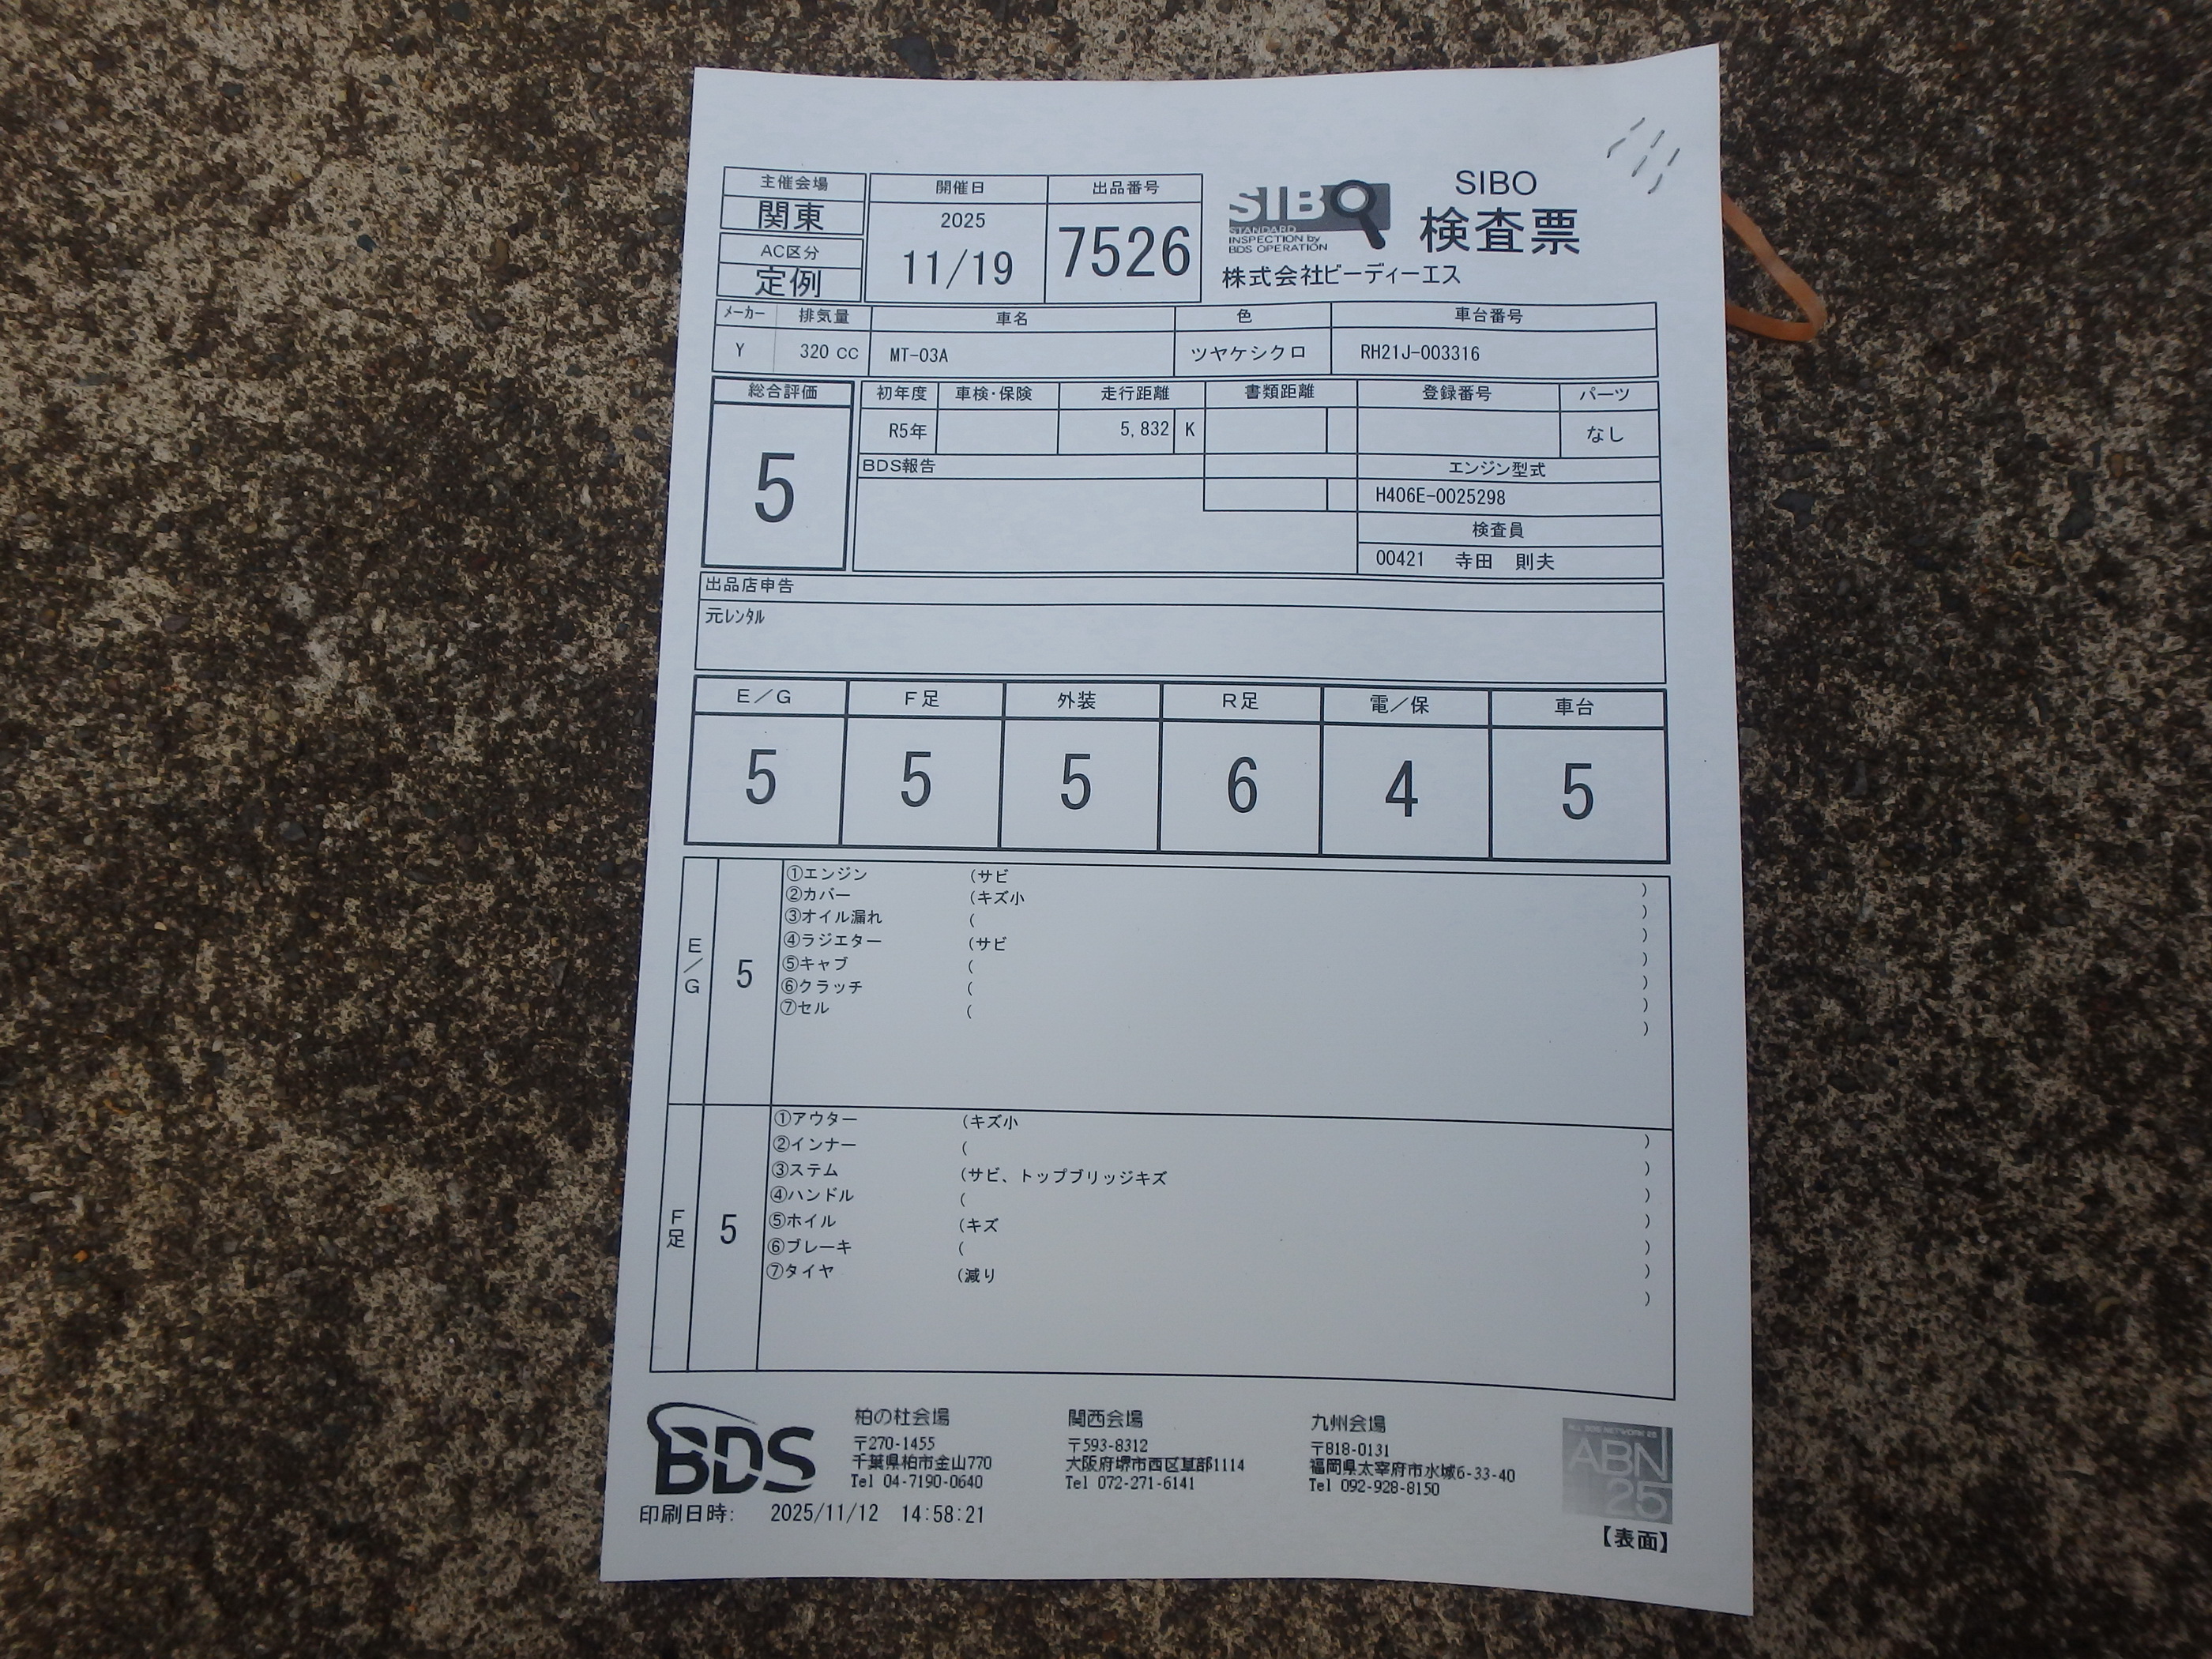 主催会場
関東
AC区分
定例
開催日
2025
11/19
出品番号
7526
SIBO
STANDARD
INSPECTION by
BDS OPERATION
SIBO
検査票
株式会社ビーディーエス
メーカー 排気量 車名 色 車台番号
Y 320 CC MT-03A ツヤケシクロ RH21J-003316
総合評価
5
初年度 車検・保険 走行距離 書類距離 登録番号 パーツ
R5年 5,832 K なし
BDS報告
エンジン型式
H406E-0025298
検査員
00421 寺田 則夫
出品店申告
元レンタル
E/G F足 外装 R足 電/保 車台
5 5 5 6 4 5
E/G
5
①エンジン (サビ )
②カバー (キズ小 )
③オイル漏れ ( )
④ラジエター (サビ )
⑤キャブ ( )
⑥クラッチ ( )
⑦セル ( )
F足
5
①アウター (キズ小 )
②インナー ( )
③ステム (サビ、トップブリッジキズ )
④ハンドル ( )
⑤ホイル (キズ )
⑥ブレーキ ( )
⑦タイヤ (減り )
BDS
柏の杜会場
〒270-1455
千葉県柏市金山770
Tel 04-7190-0640
関西会場
〒593-8312
大阪府堺市西区草部1114
Tel 072-271-6141
九州会場
〒818-0131
福岡県太宰府市水城6-33-40
Tel 092-928-8150
ABN
25
印刷日時: 2025/11/12 14:58:21
【表面】